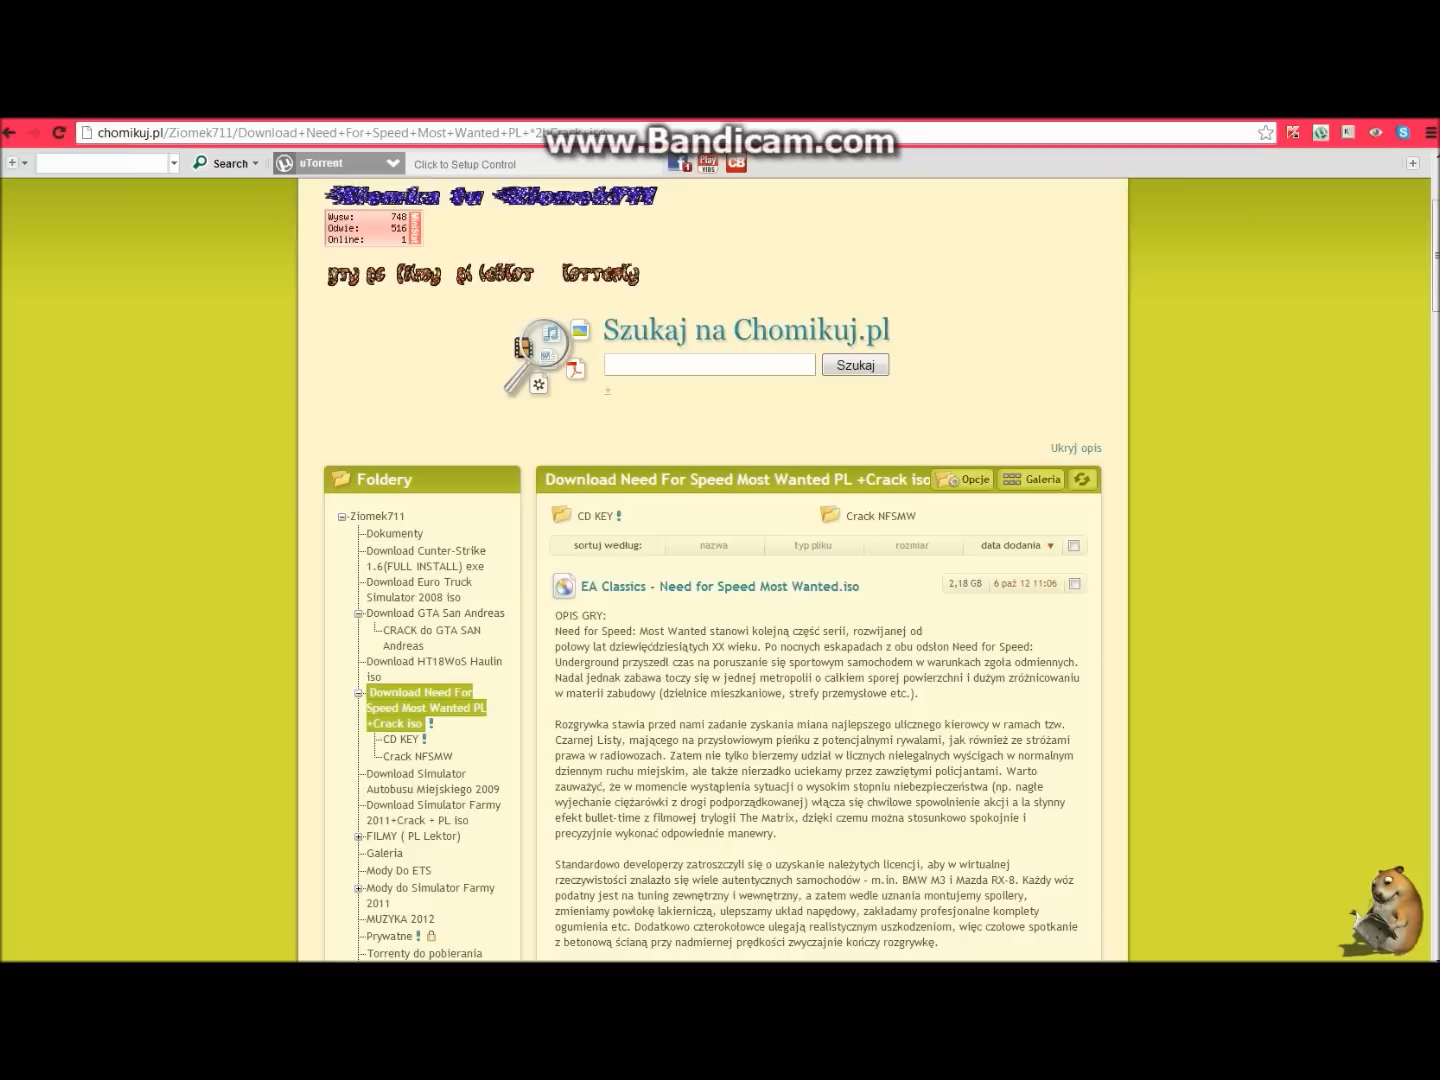 www.Bandicam.com
chomikuj.pl/Ziomek711/Download+Need+For+Speed+Most+Wanted+PL+*2bCrack+iso
Search
uTorrent
Click to Setup Control
Wysw: 748
Odwie: 516
Online: 1
gry pc filmy pl lektor torrenty
Szukaj na Chomikuj.pl
Szukaj
Ukryj opis
Foldery
Ziomek711
Dokumenty
Download Cunter-Strike
1.6(FULL INSTALL) exe
Download Euro Truck
Simulator 2008 iso
Download GTA San Andreas
CRACK do GTA SAN
Andreas
Download HT18WoS Haulin
iso
Download Need For
Speed Most Wanted PL
+Crack iso !
CD KEY !
Crack NFSMW
Download Simulator
Autobusu Miejskiego 2009
Download Simulator Farmy
2011+Crack + PL iso
FILMY ( PL Lektor)
Galeria
Mody Do ETS
Mody do Simulator Farmy
2011
MUZYKA 2012
Prywatne !
Torrenty do pobierania
Download Need For Speed Most Wanted PL +Crack iso
Opcje
Galeria
CD KEY !
Crack NFSMW
sortuj według: nazwa typ pliku rozmiar data dodania
EA Classics - Need for Speed Most Wanted.iso
2,18 GB 6 paź 12 11:06
OPIS GRY:
Need for Speed: Most Wanted stanowi kolejną część serii, rozwijanej od
połowy lat dziewięćdziesiątych XX wieku. Po nocnych eskapadach z obu odsłon Need for Speed:
Underground przyszedł czas na poruszanie się sportowym samochodem w warunkach zgoła odmiennych.
Nadal jednak zabawa toczy się w jednej metropolii o całkiem sporej powierzchni i dużym zróżnicowaniu
w materii zabudowy (dzielnice mieszkaniowe, strefy przemysłowe etc.).
Rozgrywka stawia przed nami zadanie zyskania miana najlepszego ulicznego kierowcy w ramach tzw.
Czarnej Listy, mającego na przysłowiowym pieńku z potencjalnymi rywalami, jak również ze stróżami
prawa w radiowozach. Zatem nie tylko bierzemy udział w licznych nielegalnych wyścigach w normalnym
dziennym ruchu miejskim, ale także nierzadko uciekamy przez zawziętymi policjantami. Warto
zauważyć, że w momencie wystąpienia sytuacji o wysokim stopniu niebezpieczeństwa (np. nagłe
wyjechanie ciężarówki z drogi podporządkowanej) włącza się chwilowe spowolnienie akcji a la słynny
efekt bullet-time z filmowej trylogii The Matrix, dzięki czemu można stosunkowo spokojnie i
precyzyjnie wykonać odpowiednie manewry.
Standardowo developerzy zatroszczyli się o uzyskanie należytych licencji, aby w wirtualnej
rzeczywistości znalazło się wiele autentycznych samochodów - m.in. BMW M3 i Mazda RX-8. Każdy wóz
podatny jest na tuning zewnętrzny i wewnętrzny, a zatem wedle uznania montujemy spoilery,
zmieniamy powłokę lakierniczą, ulepszamy układ napędowy, zakładamy profesjonalne komplety
ogumienia etc. Dodatkowo czterokołowce ulegają realistycznym uszkodzeniom, więc czołowe spotkanie
z betonową ścianą przy nadmiernej prędkości zwyczajnie kończy rozgrywkę.